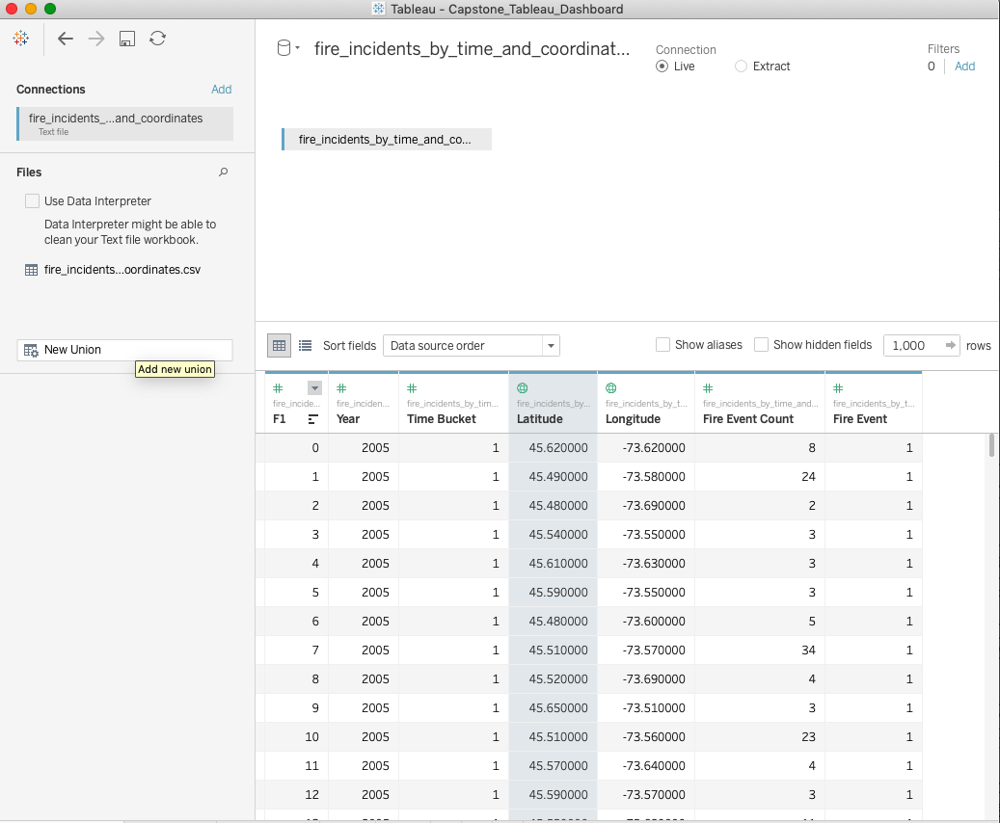 Tableau - Capstone_Tableau_Dashboard
Connections Add
fire_incidents_...and_coordinates
Text file
Files
Use Data Interpreter
Data Interpreter might be able to
clean your Text file workbook.
fire_incidents...oordinates.csv
New Union
Add new union
fire_incidents_by_time_and_coordinat...
Connection
Live Extract
Filters
0 Add
fire_incidents_by_time_and_co...
Sort fields Data source order Show aliases Show hidden fields 1,000 rows
fire_incide... fire_inciden... fire_incidents_by_tim... fire_incidents_by... fire_incidents_by_t... fire_incidents_by_time_and... fire_incidents_by_t...
F1 Year Time Bucket Latitude Longitude Fire Event Count Fire Event
0 2005 1 45.620000 -73.620000 8 1
1 2005 1 45.490000 -73.580000 24 1
2 2005 1 45.480000 -73.690000 2 1
3 2005 1 45.540000 -73.550000 3 1
4 2005 1 45.610000 -73.630000 3 1
5 2005 1 45.590000 -73.550000 3 1
6 2005 1 45.480000 -73.600000 5 1
7 2005 1 45.510000 -73.570000 34 1
8 2005 1 45.520000 -73.690000 4 1
9 2005 1 45.650000 -73.510000 3 1
10 2005 1 45.510000 -73.560000 23 1
11 2005 1 45.570000 -73.640000 4 1
12 2005 1 45.590000 -73.570000 3 1